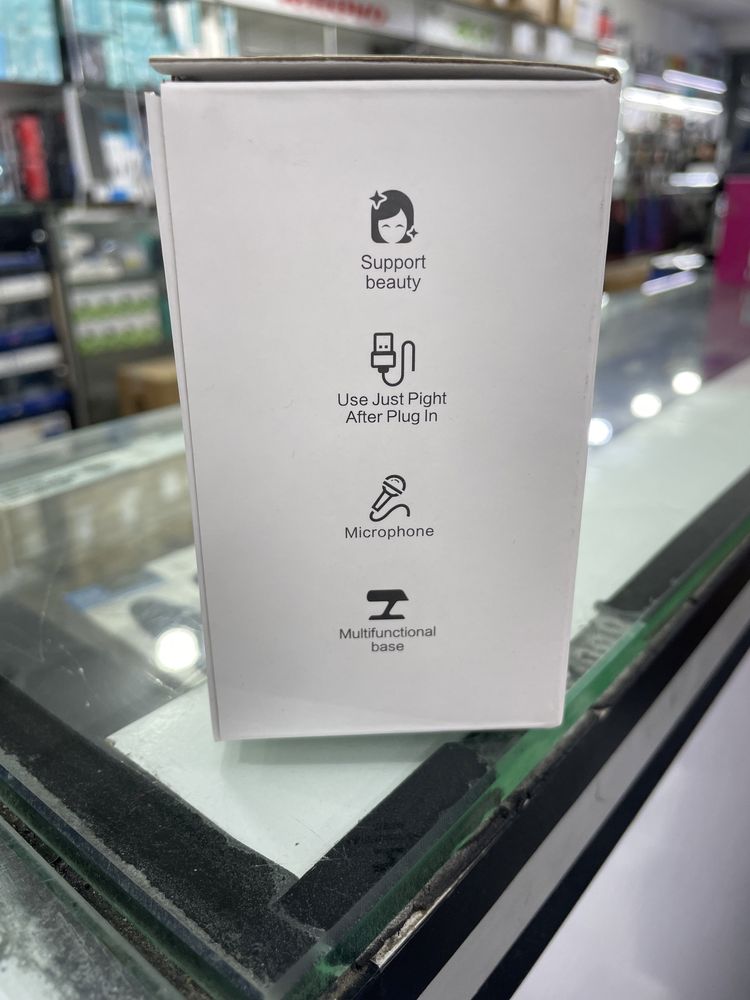 Support
beauty
Use Just Pight
After Plug In
Microphone
Multifunctional
base